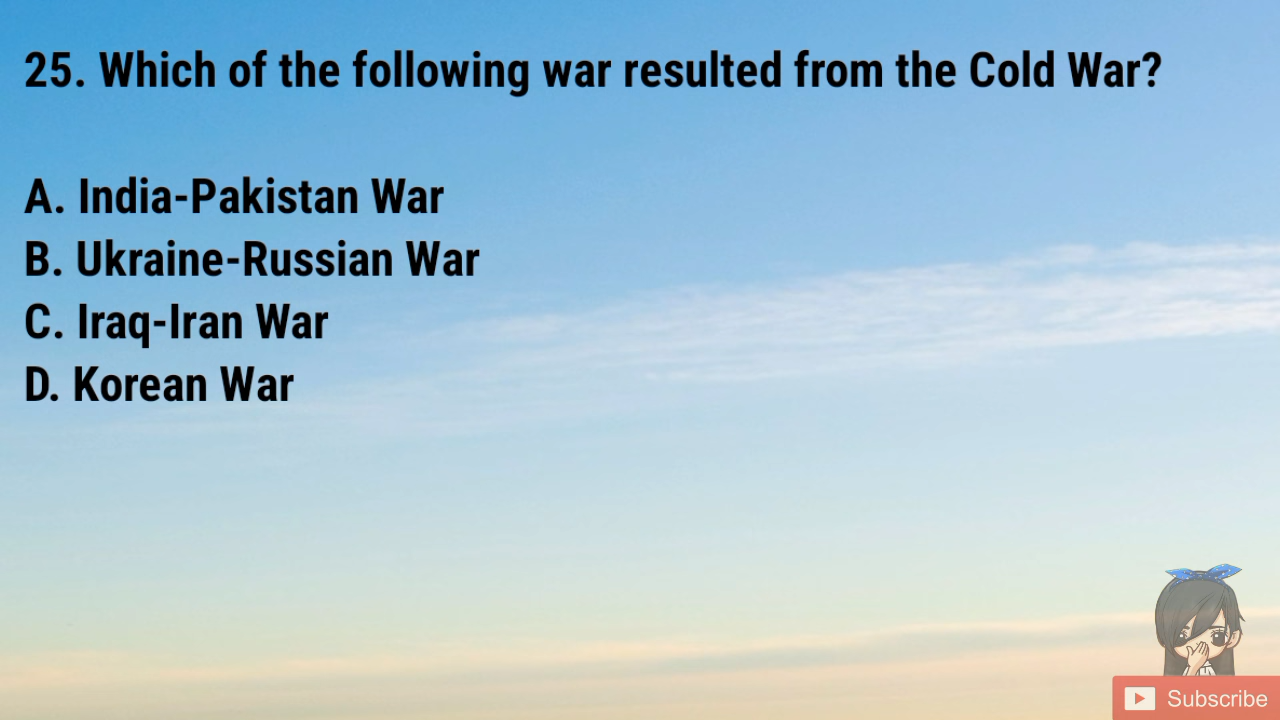 25. Which of the following war resulted from the Cold War?
A. India-Pakistan War
B. Ukraine-Russian War
C. Iraq-Iran War
D. Korean War
Subscribe